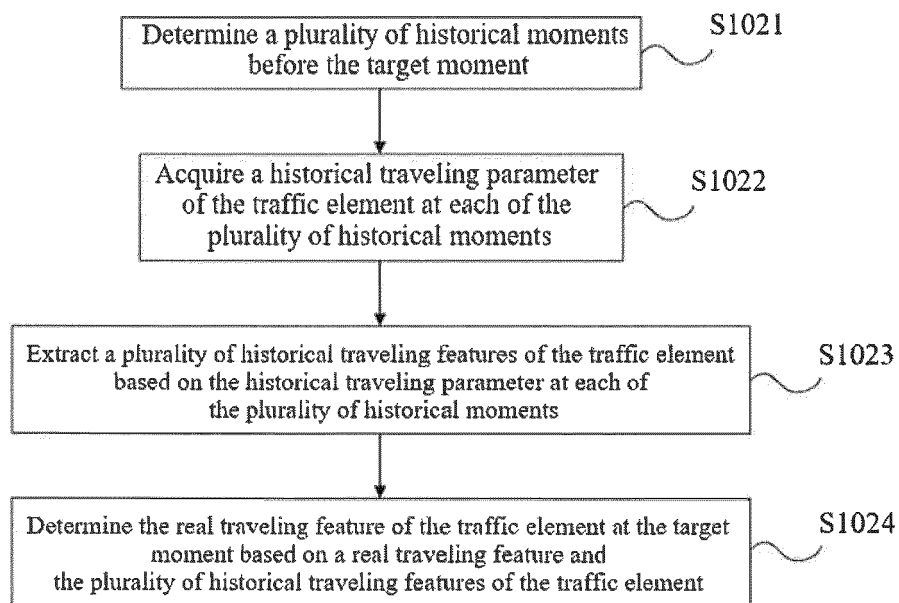 Determine a plurality of historical moments
before the target moment
S1021
Acquire a historical traveling parameter
of the traffic element at each of the
plurality of historical moments
S1022
Extract a plurality of historical traveling features of the traffic element
based on the historical traveling parameter at each of
the plurality of historical moments
S1023
Determine the real traveling feature of the traffic element at the target
moment based on a real traveling feature and
the plurality of historical traveling features of the traffic element
S1024